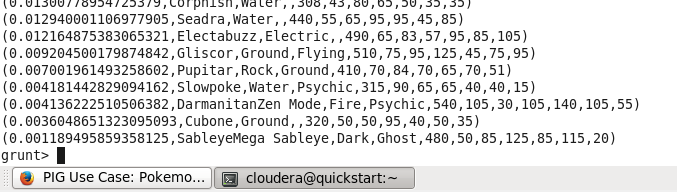 (0.01300778954725379,Corphish,Water,,308,43,80,65,50,35,35)
(0.012940001106977905,Seadra,Water,,440,55,65,95,95,45,85)
(0.012164875383065321,Electabuzz,Electric,,490,65,83,57,95,85,105)
(0.009204500179874842,Gliscor,Ground,Flying,510,75,95,125,45,75,95)
(0.007001961493258602,Pupitar,Rock,Ground,410,70,84,70,65,70,51)
(0.004181442829094162,Slowpoke,Water,Psychic,315,90,65,65,40,40,15)
(0.004136222510506382,DarmanitanZen Mode,Fire,Psychic,540,105,30,105,140,105,55)
(0.0036048651323095093,Cubone,Ground,,320,50,50,95,40,50,35)
(0.001189495859358125,SableyeMega Sableye,Dark,Ghost,480,50,85,125,85,115,20)
grunt>
PIG Use Case: Pokemo...
cloudera@quickstart:~